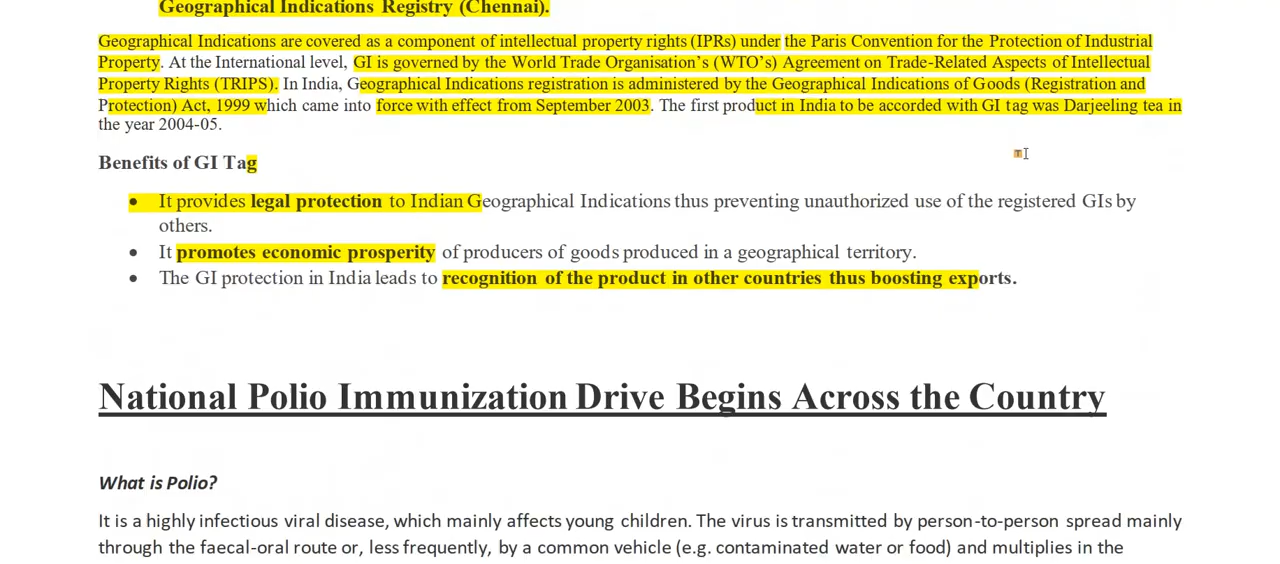 Geographical Indications Registry (Chennai).
Geographical Indications are covered as a component of intellectual property rights (IPRs) under the Paris Convention for the Protection of Industrial
Property. At the International level, GI is governed by the World Trade Organisation's (WTO's) Agreement on Trade-Related Aspects of Intellectual
Property Rights (TRIPS). In India, Geographical Indications registration is administered by the Geographical Indications of Goods (Registration and
Protection) Act, 1999 which came into force with effect from September 2003. The first product in India to be accorded with GI tag was Darjeeling tea in
the year 2004-05.
Benefits of GI Tag
• It provides legal protection to Indian Geographical Indications thus preventing unauthorized use of the registered GIs by
others.
• It promotes economic prosperity of producers of goods produced in a geographical territory.
• The GI protection in India leads to recognition of the product in other countries thus boosting exports.
National Polio Immunization Drive Begins Across the Country
What is Polio?
It is a highly infectious viral disease, which mainly affects young children. The virus is transmitted by person-to-person spread mainly
through the faecal-oral route or, less frequently, by a common vehicle (e.g. contaminated water or food) and multiplies in the